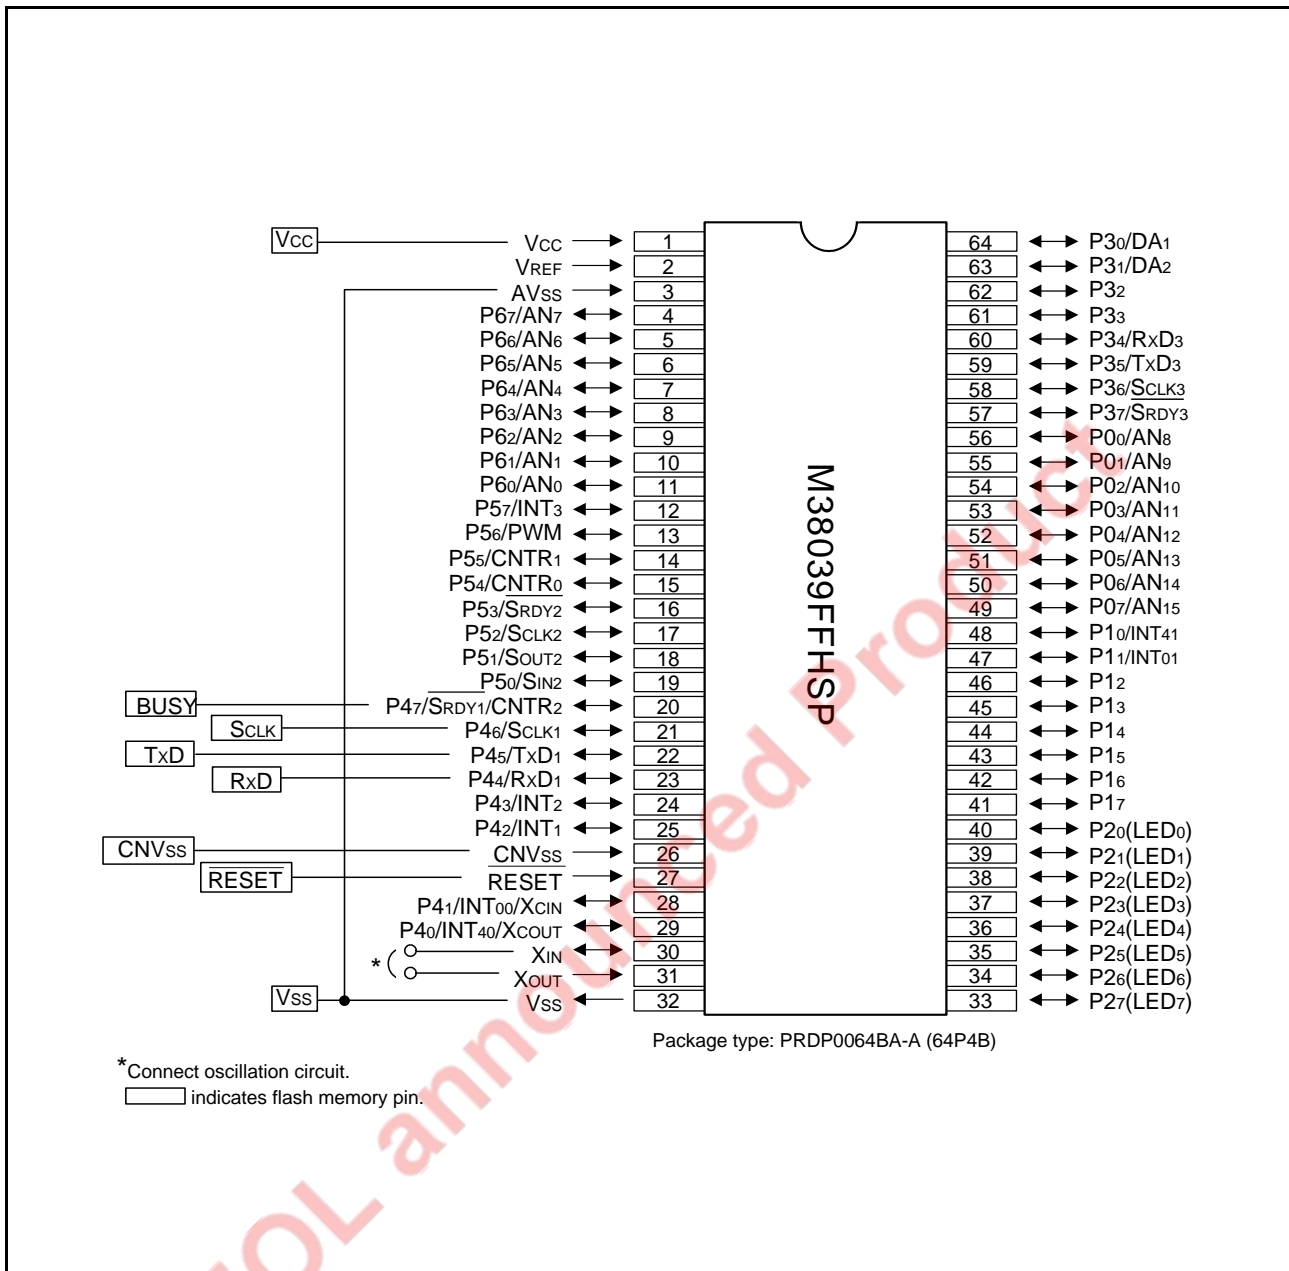 VCC VCC 1 64 P30/DA1
VREF 2 63 P31/DA2
AVSS 3 62 P32
P67/AN7 4 61 P33
P66/AN6 5 60 P34/RXD3
P65/AN5 6 59 P35/TXD3
P64/AN4 7 58 P36/SCLK3
P63/AN3 8 57 P37/SRDY3
P62/AN2 9 56 P00/AN8
P61/AN1 10 55 P01/AN9
P60/AN0 11 54 P02/AN10
P57/INT3 12 53 P03/AN11
P56/PWM 13 52 P04/AN12
P55/CNTR1 14 51 P05/AN13
P54/CNTR0 15 50 P06/AN14
P53/SRDY2 16 49 P07/AN15
P52/SCLK2 17 48 P10/INT41
P51/SOUT2 18 47 P11/INT01
P50/SIN2 19 46 P12
BUSY P47/SRDY1/CNTR2 20 45 P13
SCLK P46/SCLK1 21 44 P14
TXD P45/TXD1 22 43 P15
RXD P44/RXD1 23 42 P16
P43/INT2 24 41 P17
P42/INT1 25 40 P20(LED0)
CNVSS CNVSS 26 39 P21(LED1)
RESET RESET 27 38 P22(LED2)
P41/INT00/XCIN 28 37 P23(LED3)
P40/INT40/XCOUT 29 36 P24(LED4)
* XIN 30 35 P25(LED5)
XOUT 31 34 P26(LED6)
VSS VSS 32 33 P27(LED7)
M38039FFHSP
Package type: PRDP0064BA-A (64P4B)
*Connect oscillation circuit.
indicates flash memory pin.
EOL announced Product